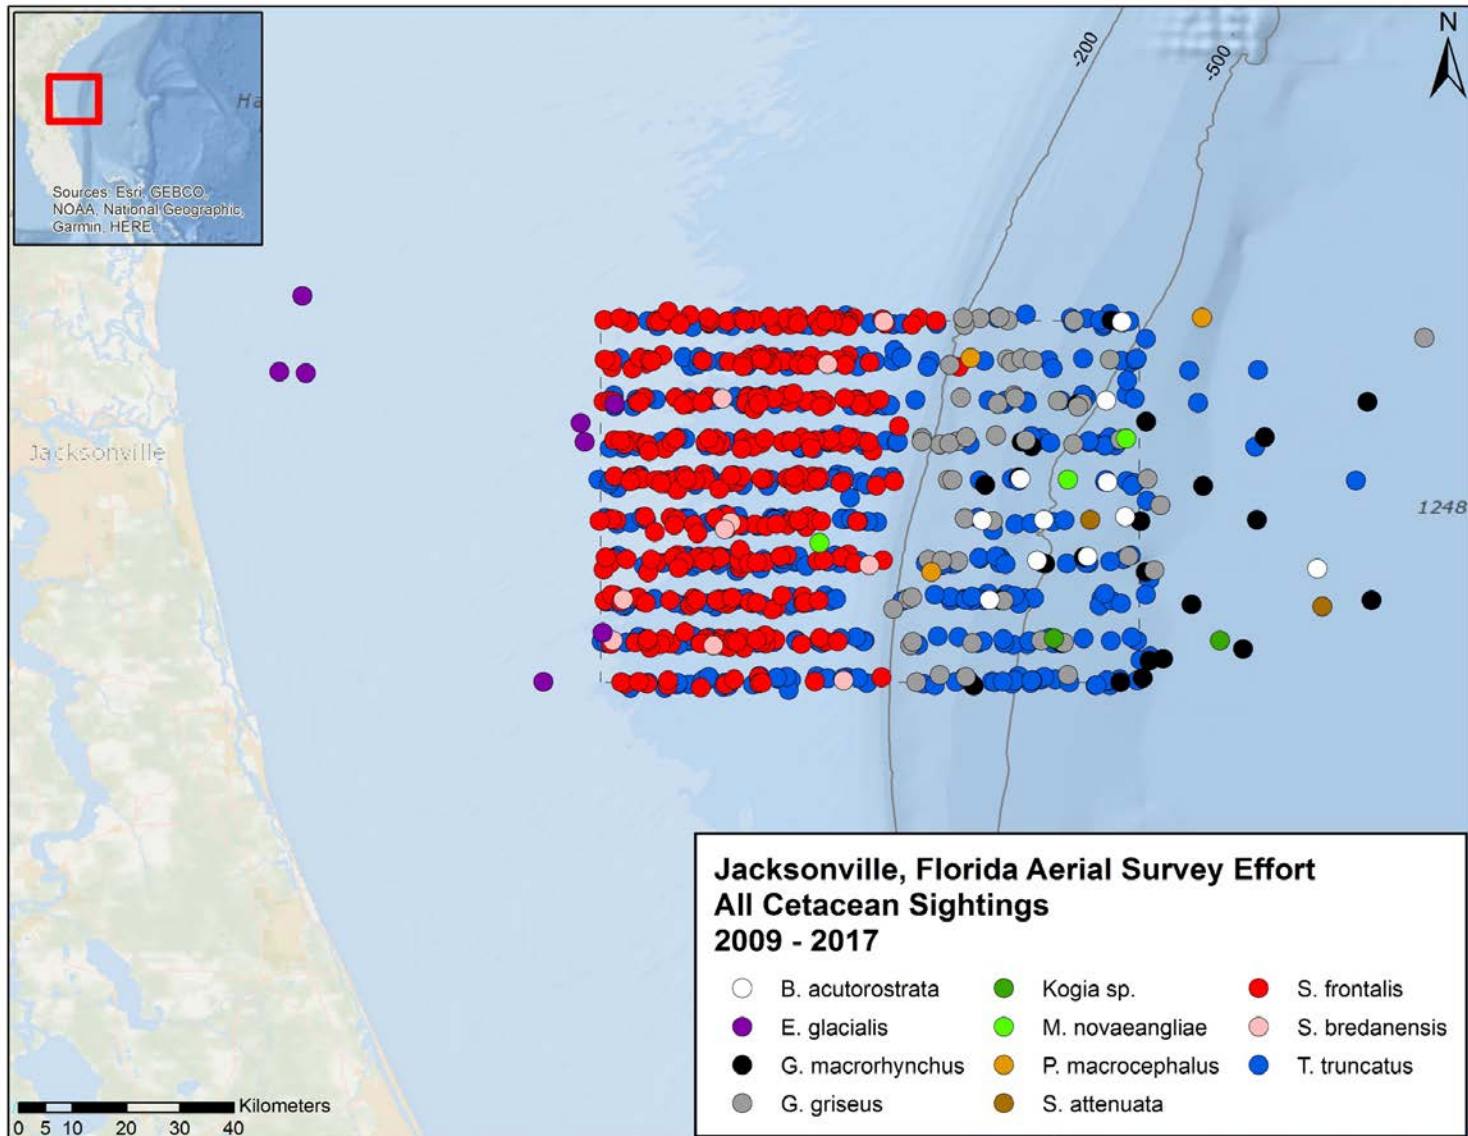 Ha
Sources: Esri, GEBCO,
NOAA, National Geographic,
Garmin, HERE.
-200
-500
N
Jacksonville
1248
Jacksonville, Florida Aerial Survey Effort
All Cetacean Sightings
2009 - 2017
B. acutorostrata
Kogia sp.
S. frontalis
E. glacialis
M. novaeangliae
S. bredanensis
G. macrorhynchus
P. macrocephalus
T. truncatus
G. griseus
S. attenuata
Kilometers
0 5 10 20 30 40